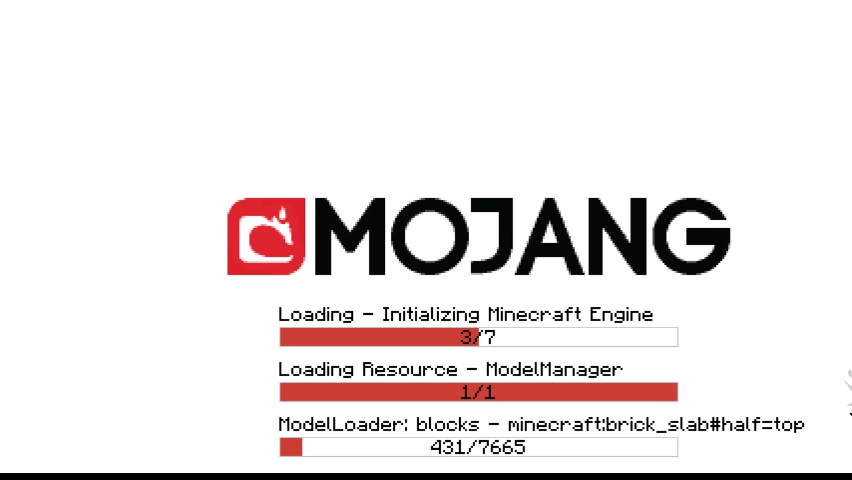 MOJANG
Loading - Initializing Minecraft Engine
3/7
Loading Resource - ModelManager
1/1
ModelLoader: blocks - minecraft:brick_slab#half=top
431/7665